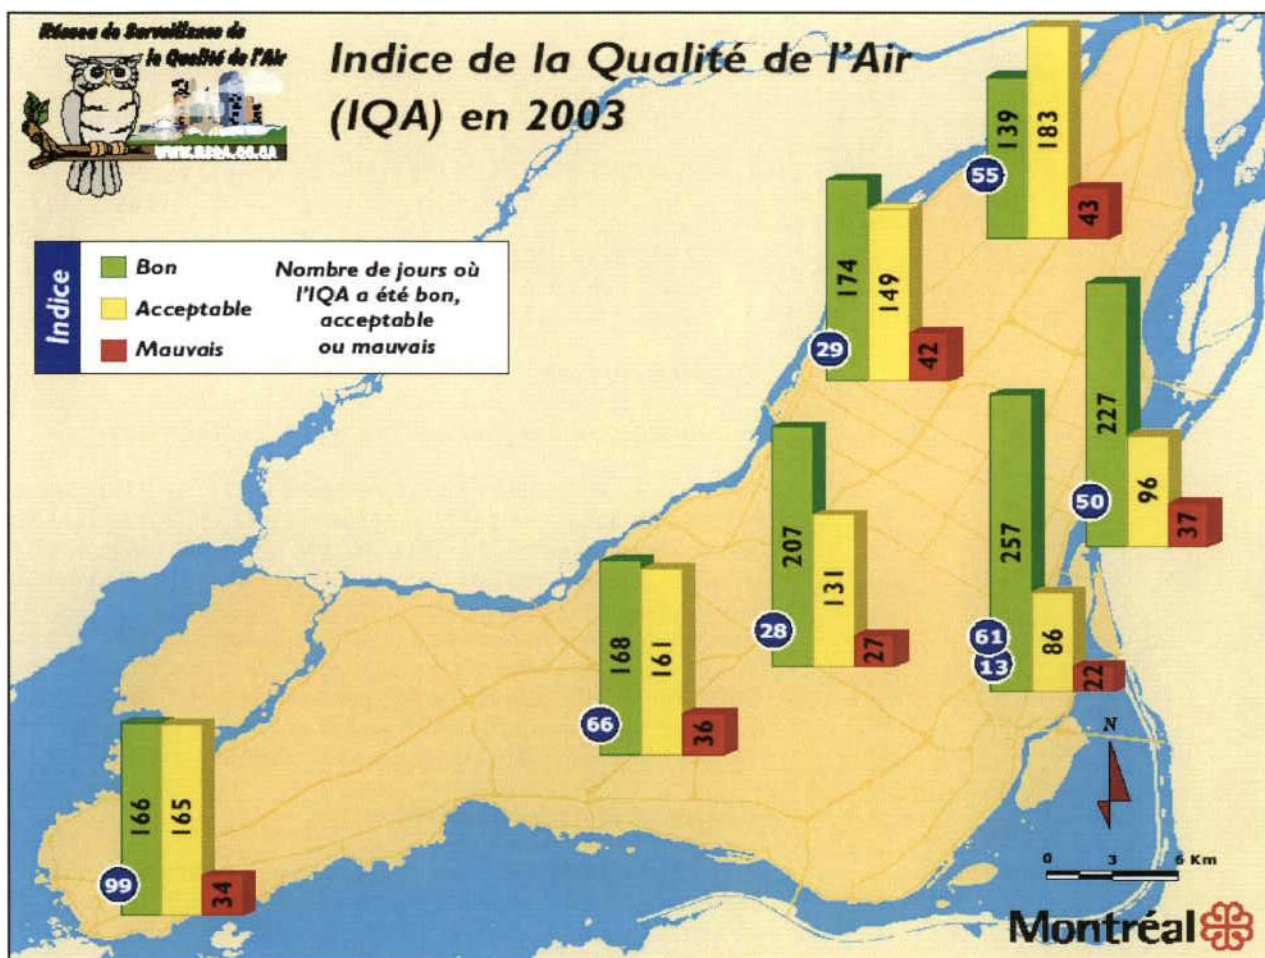 Réseau de Surveillance de
la Qualité de l'Air
Indice de la Qualité de l'Air
(IQA) en 2003
Indice
Bon
Acceptable
Mauvais
Nombre de jours où
l'IQA a été bon,
acceptable
ou mauvais
55
139
183
43
29
174
149
42
50
227
96
37
28
207
131
27
61
13
257
86
22
66
168
161
36
99
166
165
34
N
0 3 6 Km
Montréal